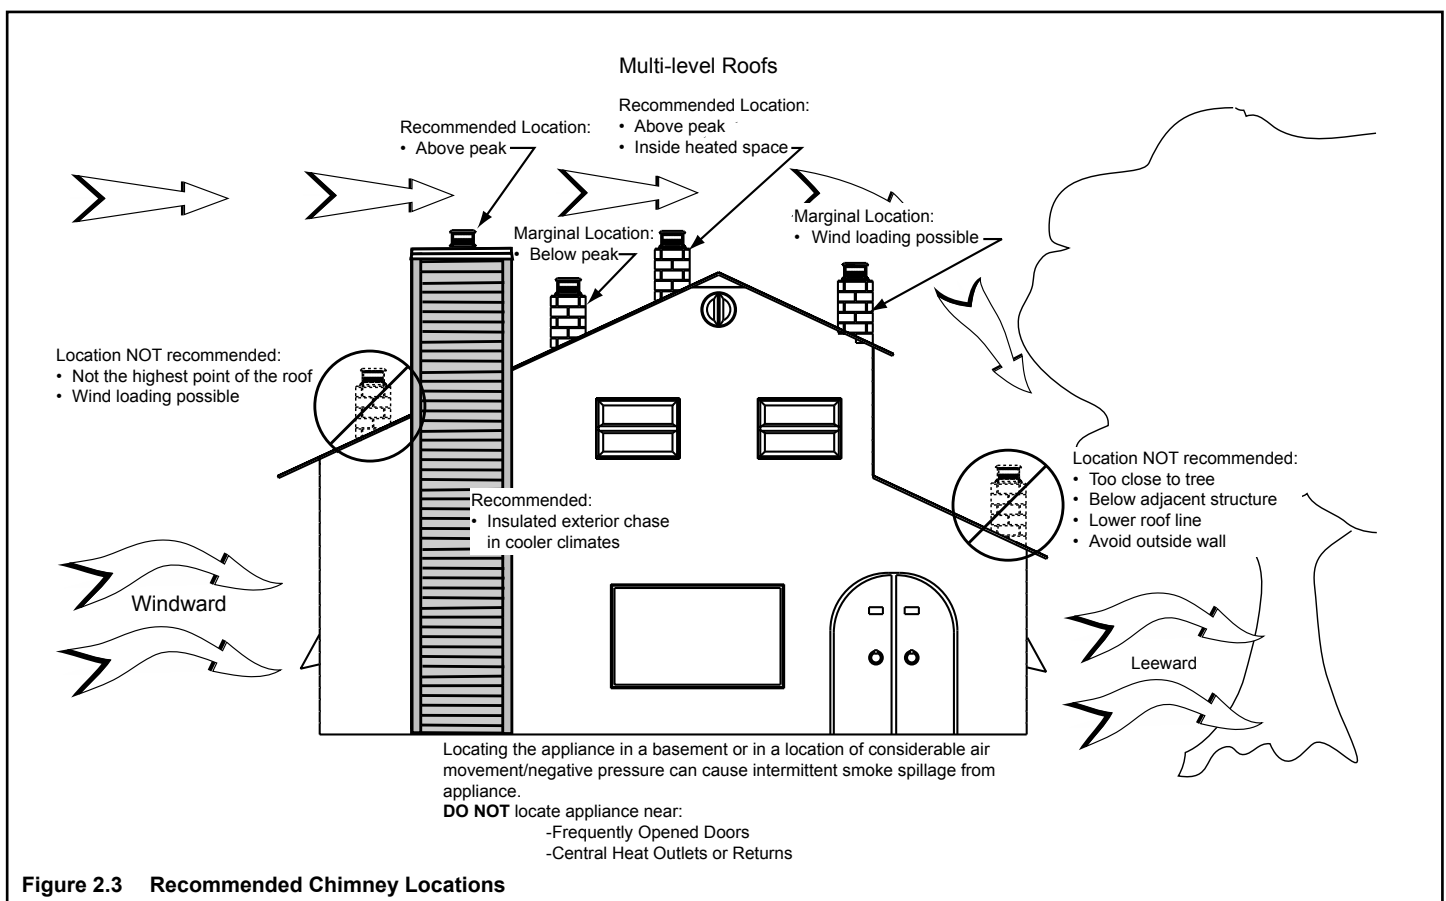 Multi-level Roofs
Recommended Location:
• Above peak
Recommended Location:
• Above peak
• Inside heated space
Marginal Location:
• Below peak
Marginal Location:
• Wind loading possible
Location NOT recommended:
• Not the highest point of the roof
• Wind loading possible
Location NOT recommended:
• Too close to tree
• Below adjacent structure
• Lower roof line
• Avoid outside wall
Recommended:
• Insulated exterior chase
in cooler climates
Windward
Leeward
Locating the appliance in a basement or in a location of considerable air
movement/negative pressure can cause intermittent smoke spillage from
appliance.
DO NOT locate appliance near:
-Frequently Opened Doors
-Central Heat Outlets or Returns
Figure 2.3 Recommended Chimney Locations